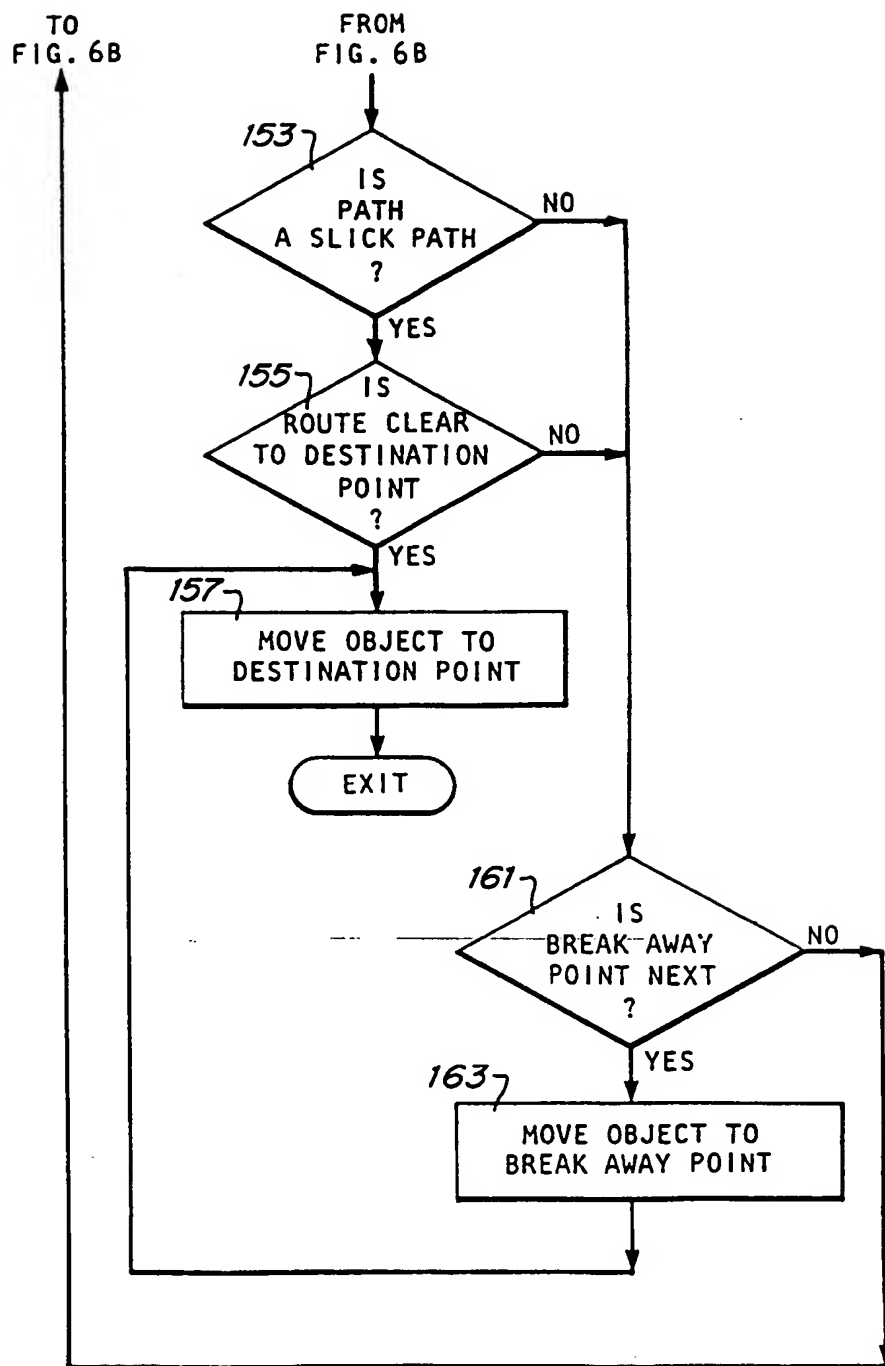 TO
FIG. 6B
FROM
FIG. 6B
153
IS
PATH
A SLICK PATH
?
NO
YES
155
IS
ROUTE CLEAR
TO DESTINATION
POINT
?
NO
YES
157
MOVE OBJECT TO
DESTINATION POINT
EXIT
161
IS
BREAK AWAY
POINT NEXT
?
NO
YES
163
MOVE OBJECT TO
BREAK AWAY POINT